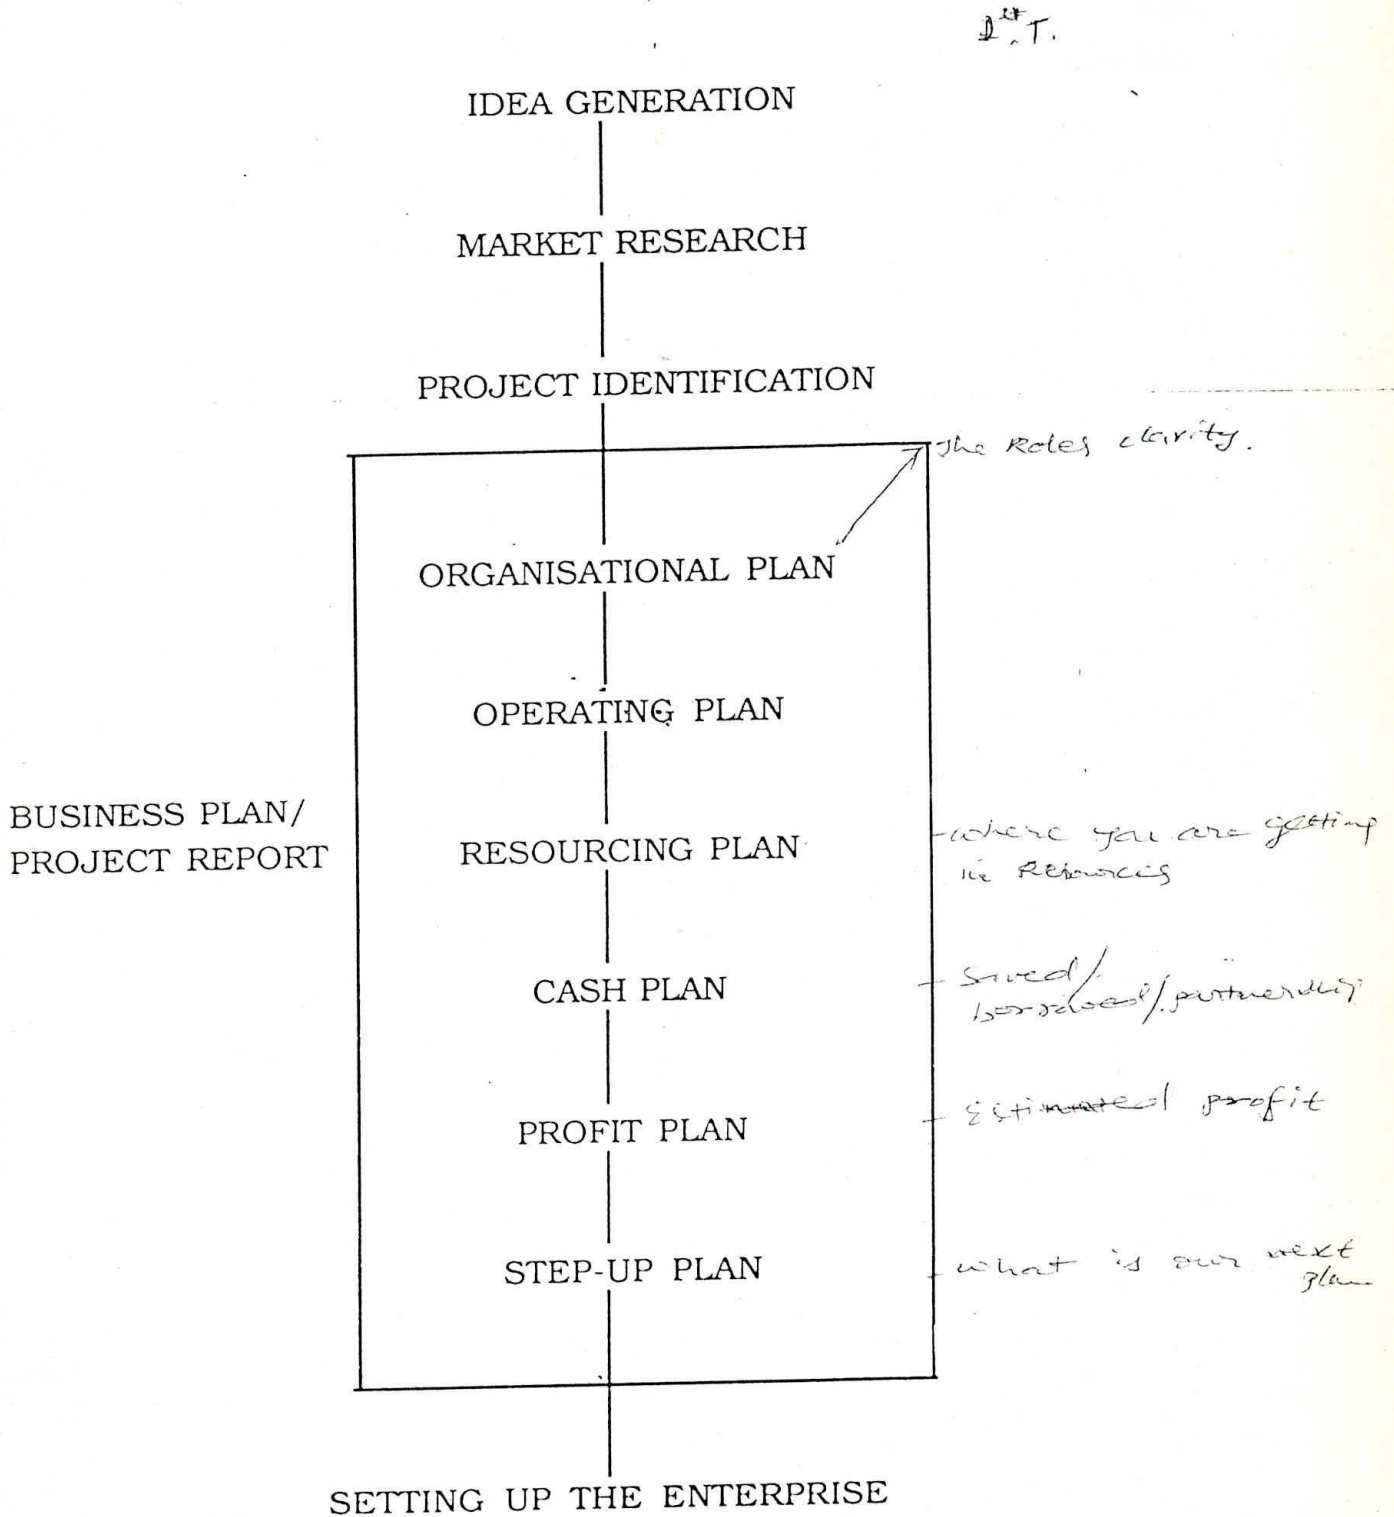 IDEA GENERATION
MARKET RESEARCH
PROJECT IDENTIFICATION
The Roles clarity.
ORGANISATIONAL PLAN
OPERATING PLAN
BUSINESS PLAN/
PROJECT REPORT
RESOURCING PLAN
where you are getting
Resources
CASH PLAN
Saved/
borrowed/partnership
PROFIT PLAN
Estimated profit
STEP-UP PLAN
what is our next
plan
SETTING UP THE ENTERPRISE